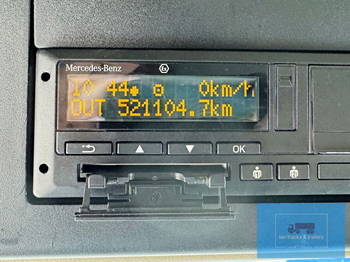 Mercedes-Benz
10 44 0km/h
OUT 521104.7km
OK